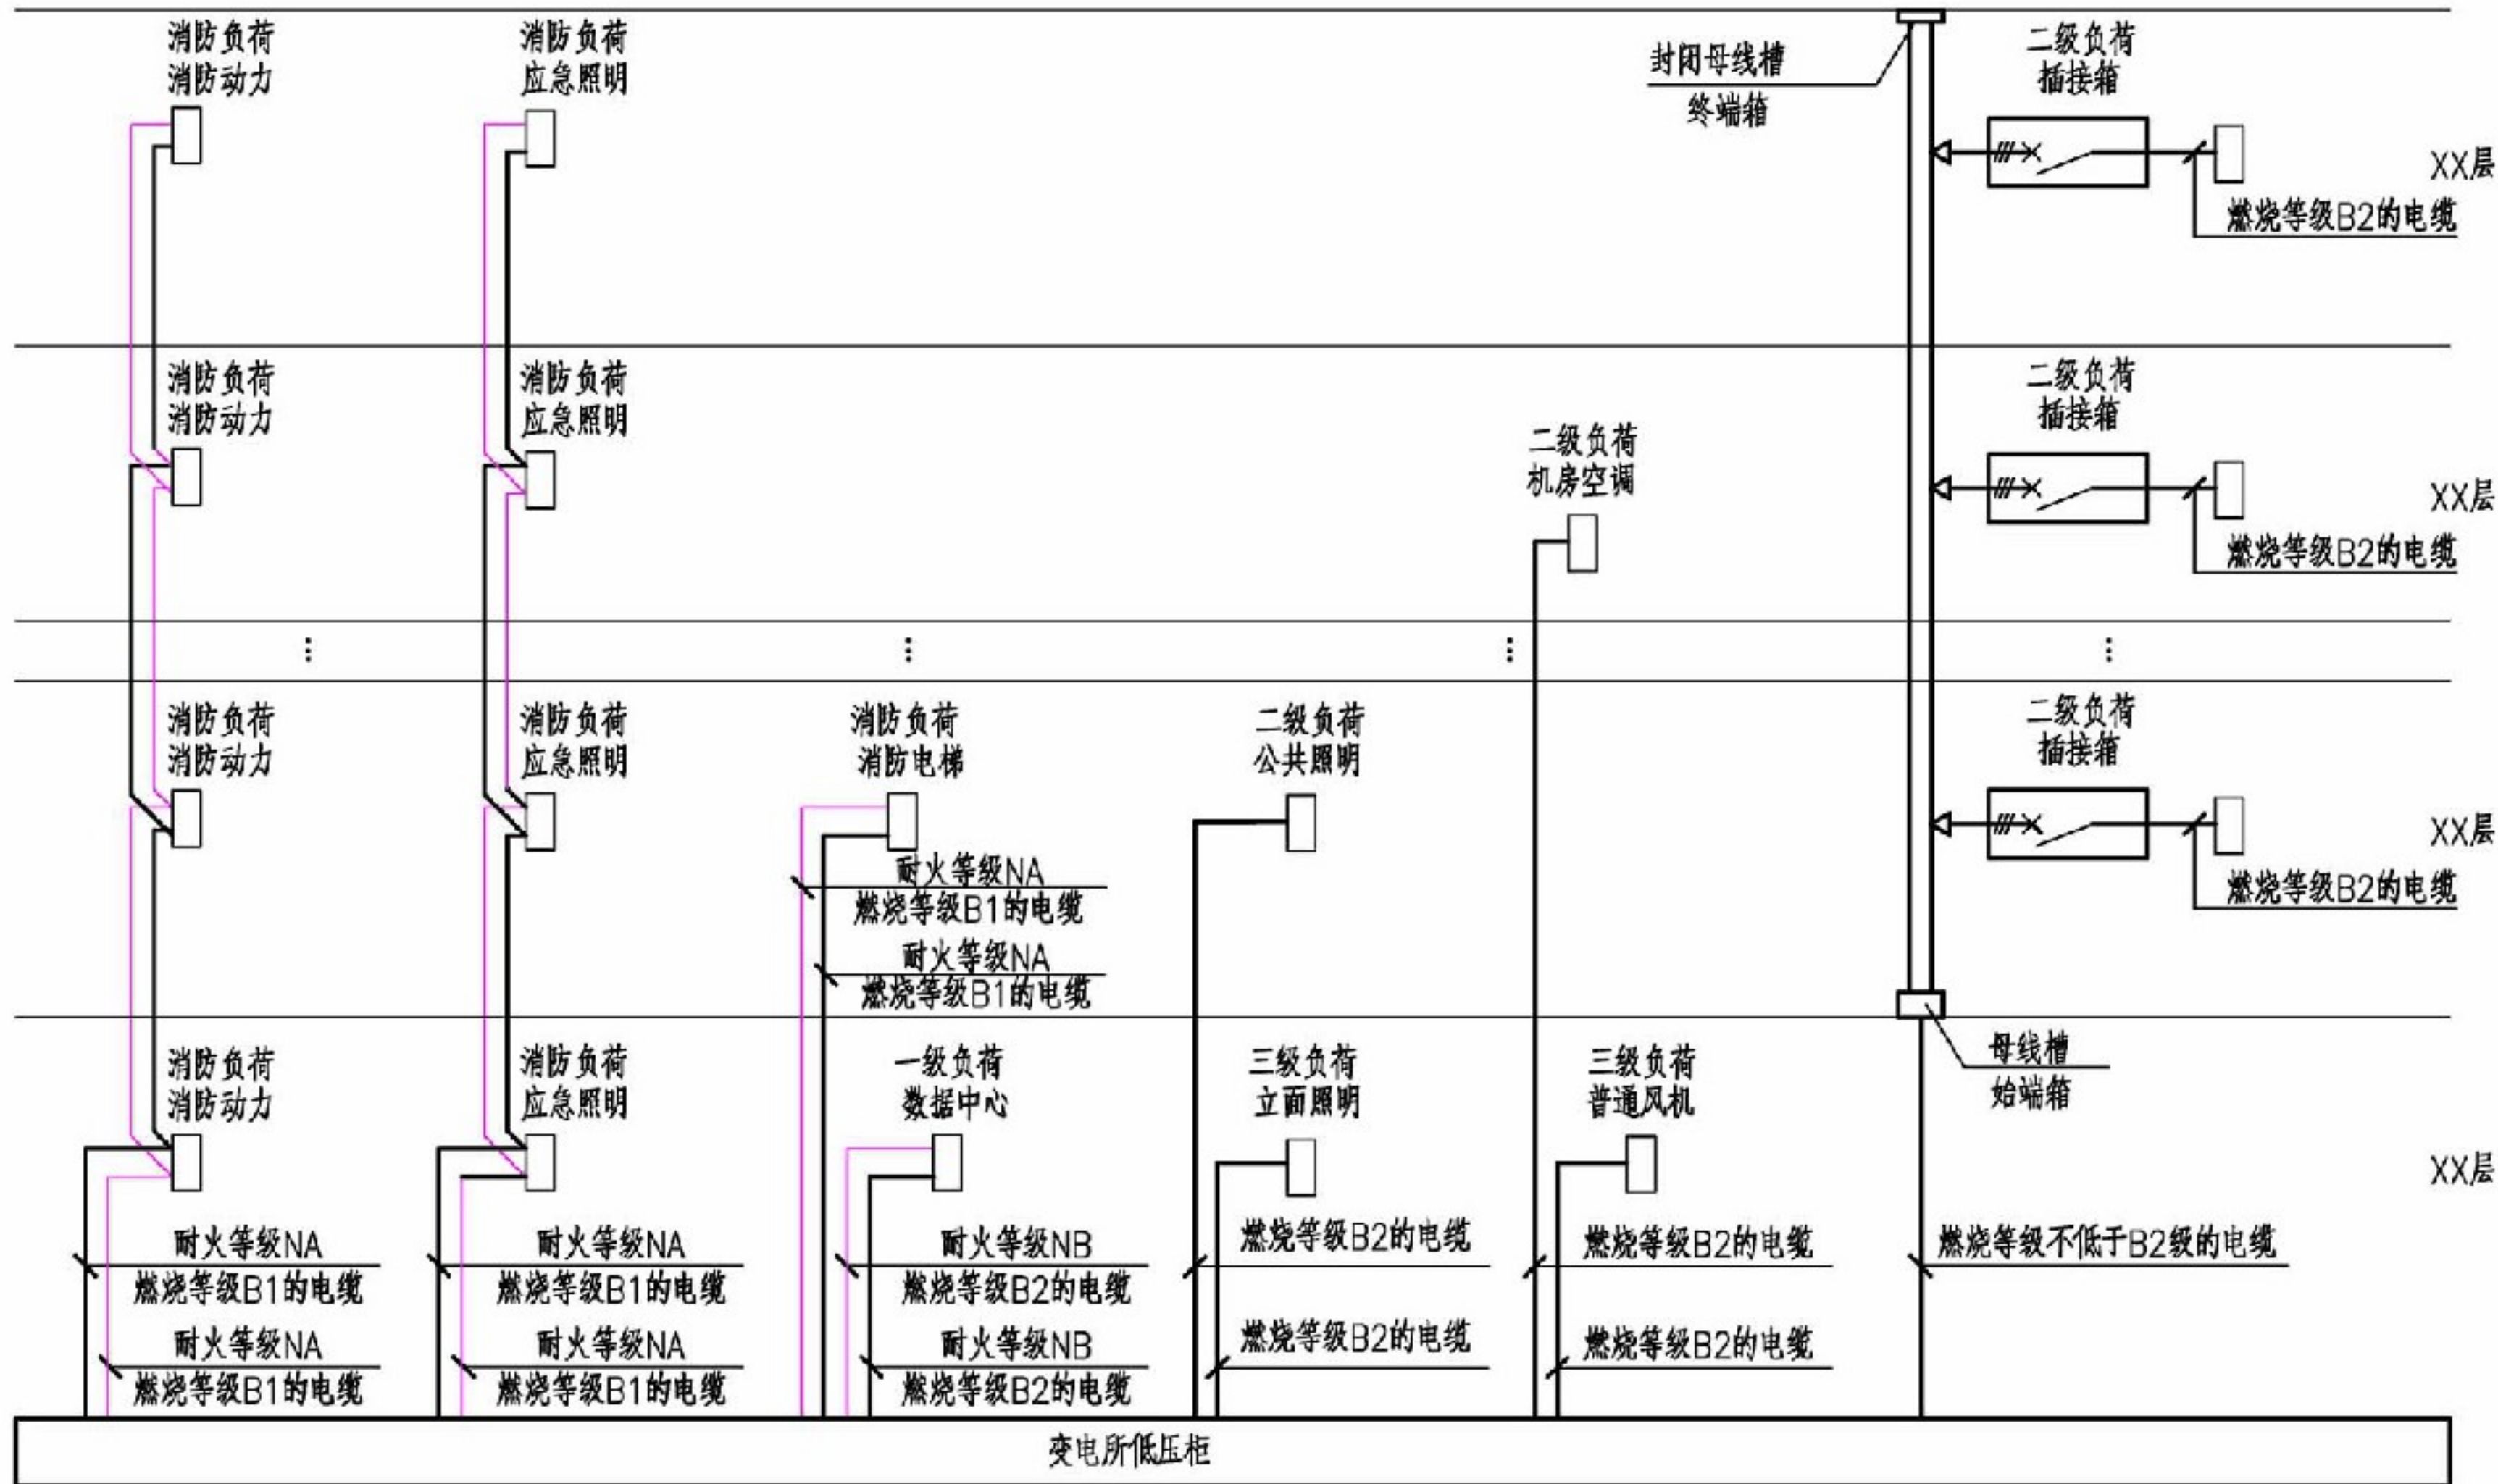 消防负荷
消防动力
消防负荷
应急照明
封闭母线槽
终端箱
二级负荷
插接箱
XX层
燃烧等级B2的电缆
消防负荷
消防动力
消防负荷
应急照明
二级负荷
机房空调
二级负荷
插接箱
XX层
燃烧等级B2的电缆
消防负荷
消防动力
消防负荷
应急照明
消防负荷
消防电梯
二级负荷
公共照明
二级负荷
插接箱
XX层
燃烧等级B2的电缆
耐火等级NA
燃烧等级B1的电缆
耐火等级NA
燃烧等级B1的电缆
消防负荷
消防动力
消防负荷
应急照明
一级负荷
数据中心
三级负荷
立面照明
三级负荷
普通风机
母线槽
始端箱
XX层
耐火等级NA
燃烧等级B1的电缆
耐火等级NA
燃烧等级B1的电缆
耐火等级NA
燃烧等级B1的电缆
耐火等级NA
燃烧等级B1的电缆
耐火等级NB
燃烧等级B2的电缆
耐火等级NB
燃烧等级B2的电缆
燃烧等级B2的电缆
燃烧等级B2的电缆
燃烧等级B2的电缆
燃烧等级B2的电缆
燃烧等级不低于B2级的电缆
变电所低压柜